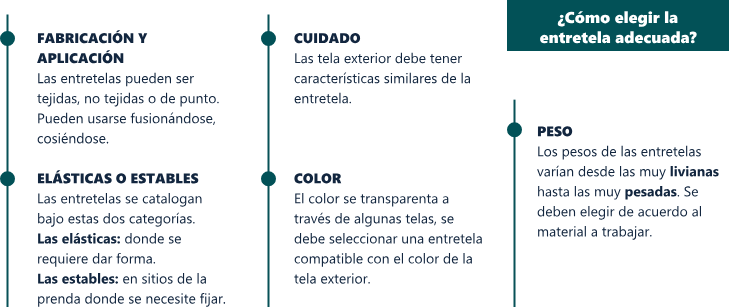 FABRICACIÓN Y
APLICACIÓN
Las entretelas pueden ser
tejidas, no tejidas o de punto.
Pueden usarse fusionándose,
cosiéndose.
ELÁSTICAS O ESTABLES
Las entretelas se catalogan
bajo estas dos categorías.
Las elásticas: donde se
requiere dar forma.
Las estables: en sitios de la
prenda donde se necesite fijar.
CUIDADO
Las tela exterior debe tener
características similares de la
entretela.
COLOR
El color se transparenta a
través de algunas telas, se
debe seleccionar una entretela
compatible con el color de la
tela exterior.
¿Cómo elegir la
entretela adecuada?
PESO
Los pesos de las entretelas
varían desde las muy livianas
hasta las muy pesadas. Se
deben elegir de acuerdo al
material a trabajar.